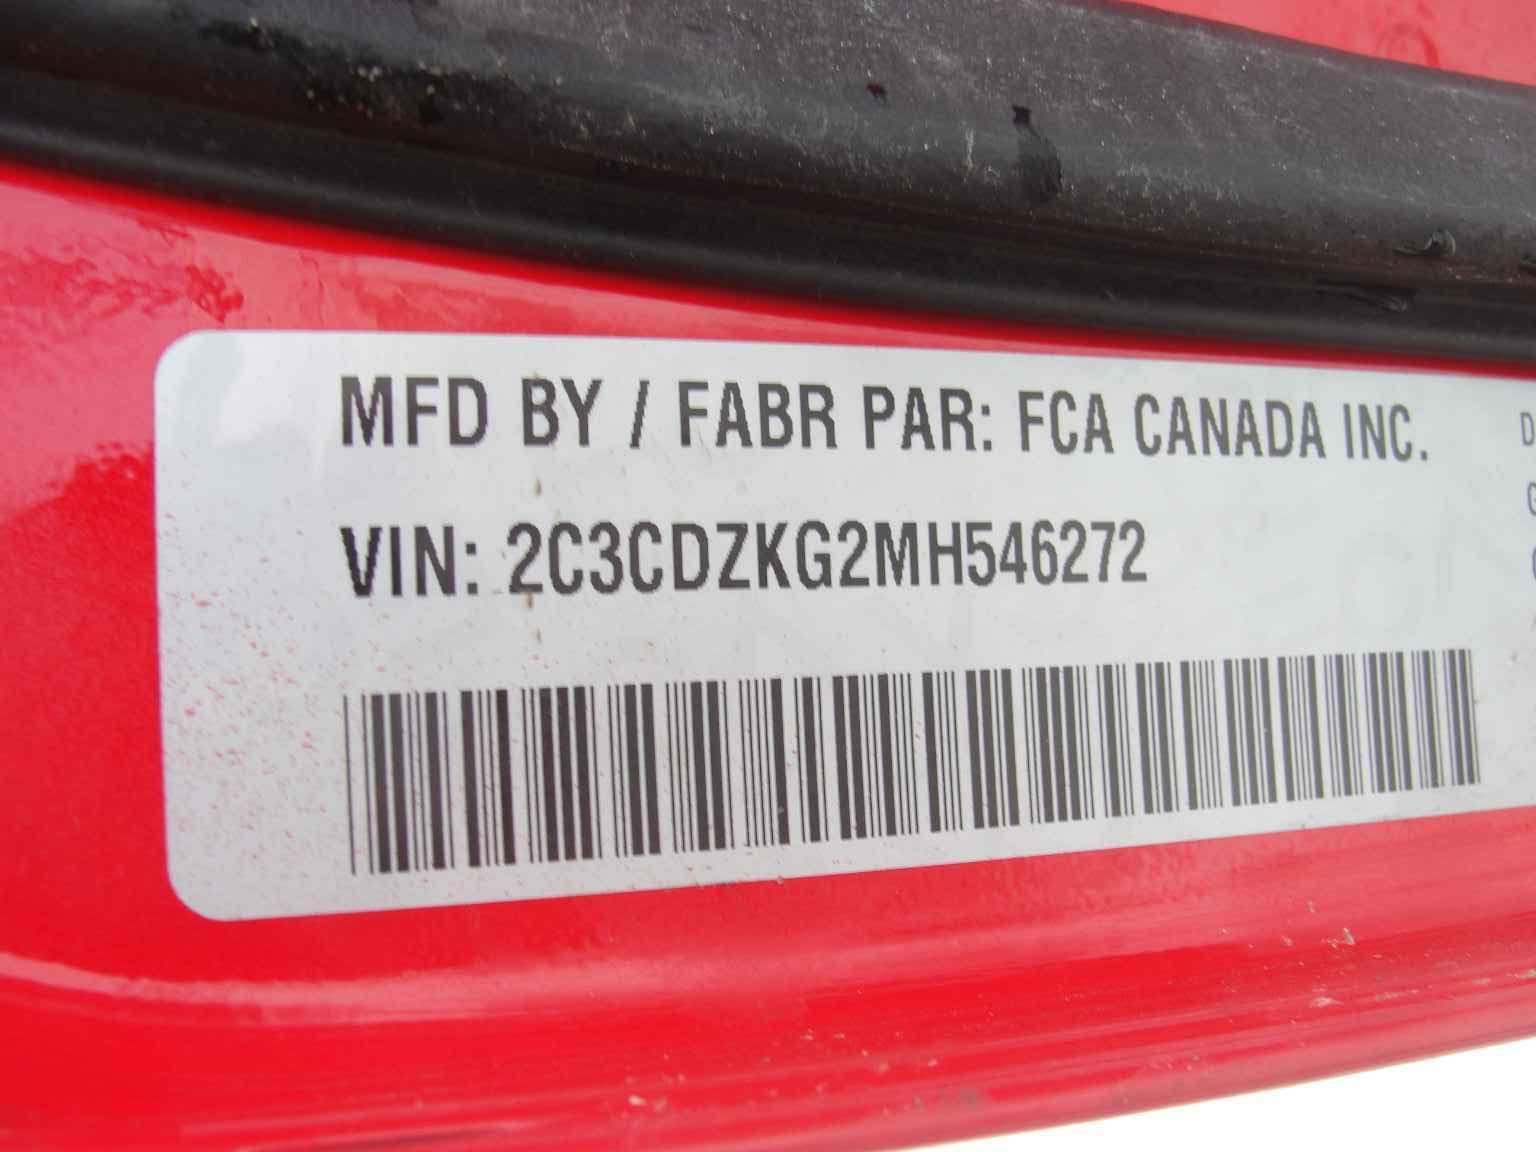 MFD BY / FABR PAR: FCA CANADA INC.
VIN: 2C3CDZKG2MH546272